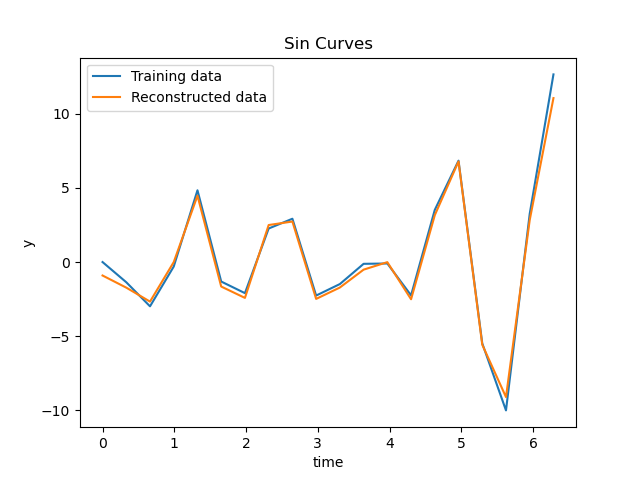 Sin Curves
Training data
Reconstructed data
10
5
0
−5
−10
y
0 1 2 3 4 5 6
time